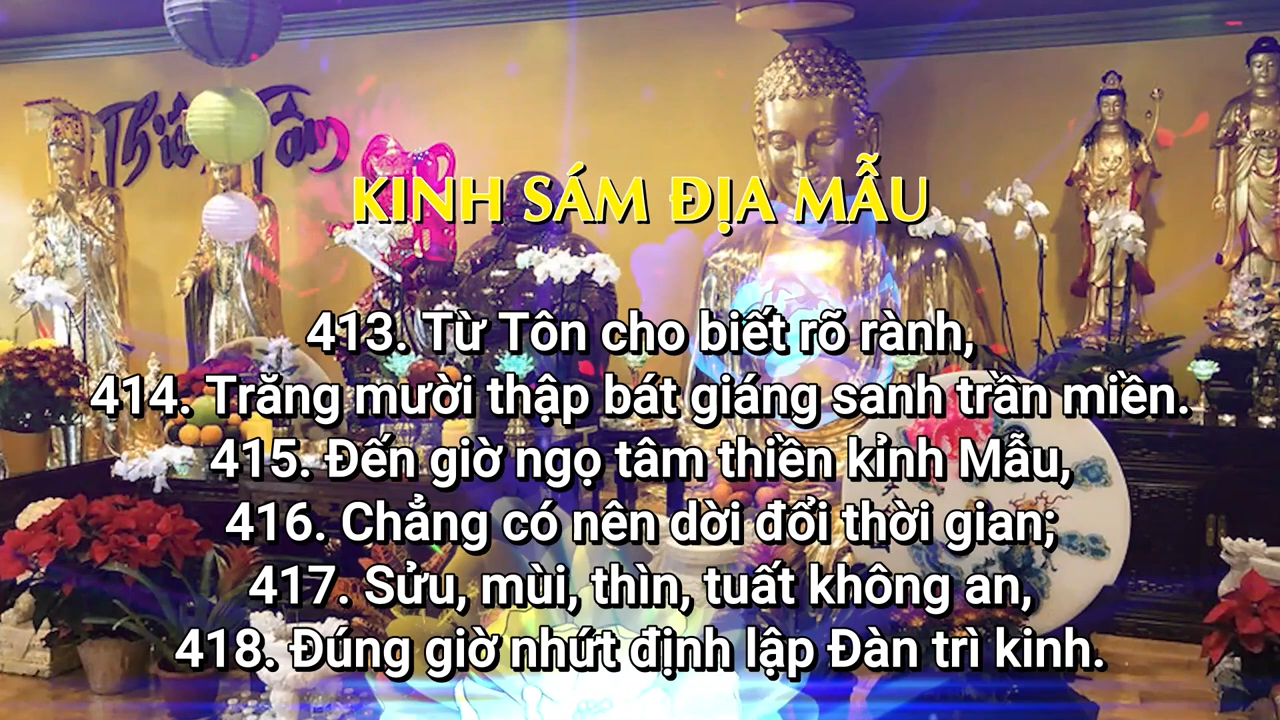 Thiên Tâm
KINH SÁM ĐỊA MẪU
413. Từ Tôn cho biết rõ rành,
414. Trăng mười thập bát giáng sanh trần miền.
415. Đến giờ ngọ tâm thiền kỉnh Mẫu,
416. Chẳng có nên dời đổi thời gian;
417. Sửu, mùi, thìn, tuất không an,
418. Đúng giờ nhứt định lập Đàn trì kinh.